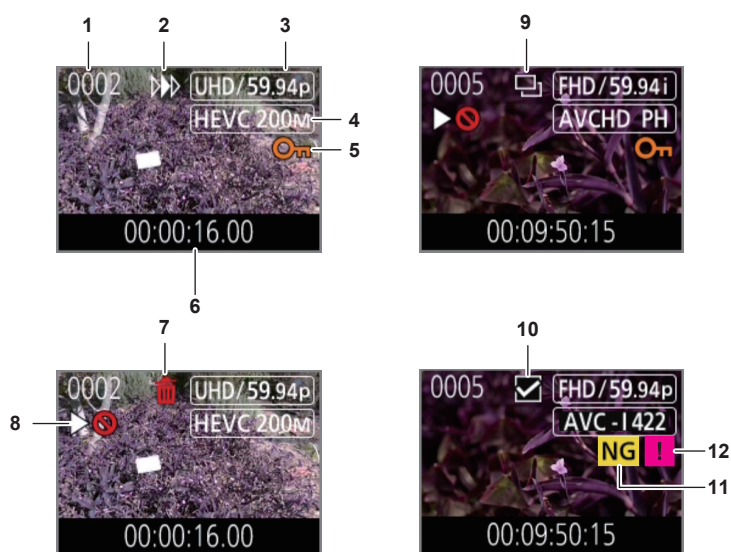 1 2 3 9
0002 UHD/59.94p
HEVC 200M 4
5
00:00:16.00
6
0005 FHD/59.94i
AVCHD PH
00:09:50:15
7 10
0002 UHD/59.94p
8 HEVC 200M
00:00:16.00
0005 FHD/59.94p
AVC-I 422
NG ! 12
11
00:09:50:15